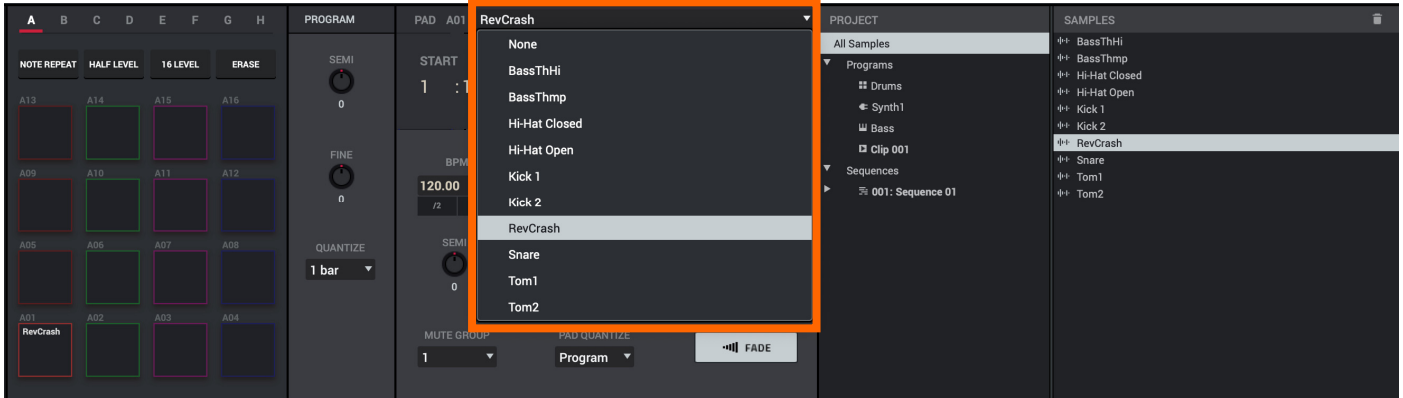 A B C D E F G H
NOTE REPEAT HALF LEVEL 16 LEVEL ERASE
A13 A14 A15 A16
A09 A10 A11 A12
A05 A06 A07 A08
A01 A02 A03 A04
RevCrash
PROGRAM
SEMI
0
FINE
0
QUANTIZE
1 bar
PAD A01
START
1 :1
BPM
120.00
/2
SEMI
0
MUTE GROUP
1
PAD QUANTIZE
Program
FADE
RevCrash
None
BassThHi
BassThmp
Hi-Hat Closed
Hi-Hat Open
Kick 1
Kick 2
RevCrash
Snare
Tom1
Tom2
PROJECT
All Samples
Programs
Drums
Synth1
Bass
Clip 001
Sequences
001: Sequence 01
SAMPLES
BassThHi
BassThmp
Hi-Hat Closed
Hi-Hat Open
Kick 1
Kick 2
RevCrash
Snare
Tom1
Tom2